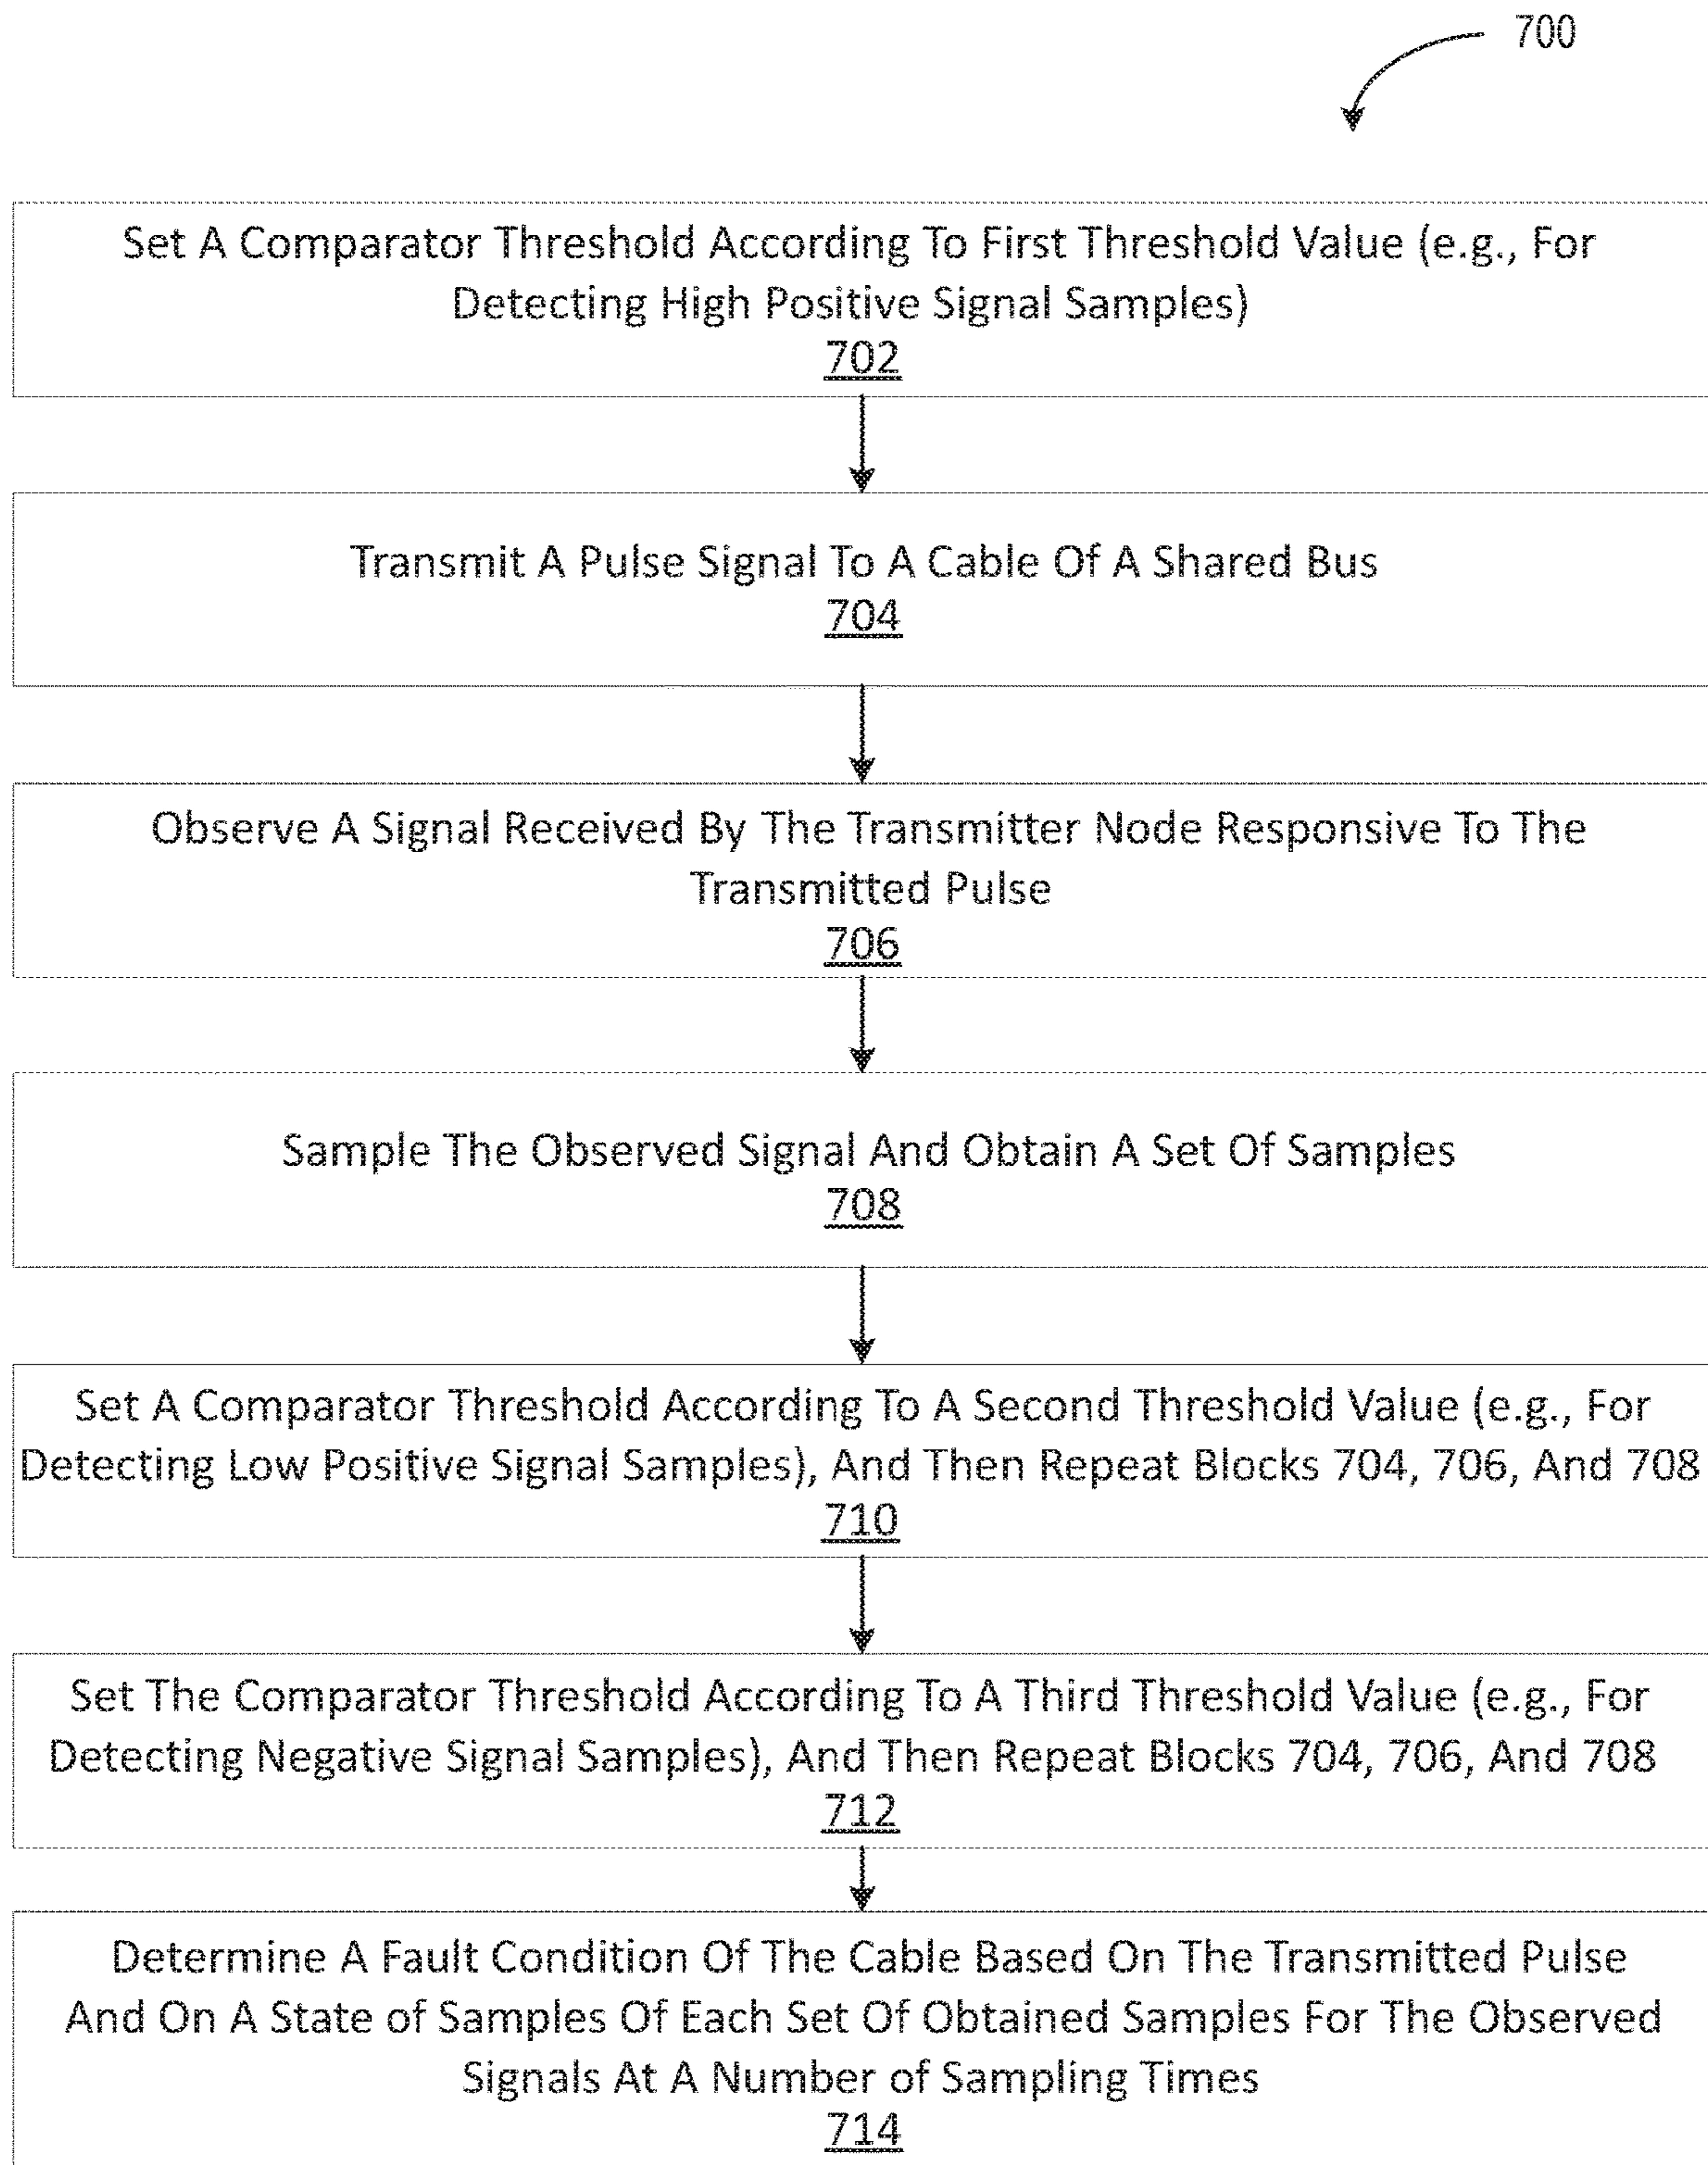 700
Set A Comparator Threshold According To First Threshold Value (e.g., For
Detecting High Positive Signal Samples)
702
Transmit A Pulse Signal To A Cable Of A Shared Bus
704
Observe A Signal Received By The Transmitter Node Responsive To The
Transmitted Pulse
706
Sample The Observed Signal And Obtain A Set Of Samples
708
Set A Comparator Threshold According To A Second Threshold Value (e.g., For
Detecting Low Positive Signal Samples), And Then Repeat Blocks 704, 706, And 708
710
Set The Comparator Threshold According To A Third Threshold Value (e.g., For
Detecting Negative Signal Samples), And Then Repeat Blocks 704, 706, And 708
712
Determine A Fault Condition Of The Cable Based On The Transmitted Pulse
And On A State of Samples Of Each Set Of Obtained Samples For The Observed
Signals At A Number of Sampling Times
714